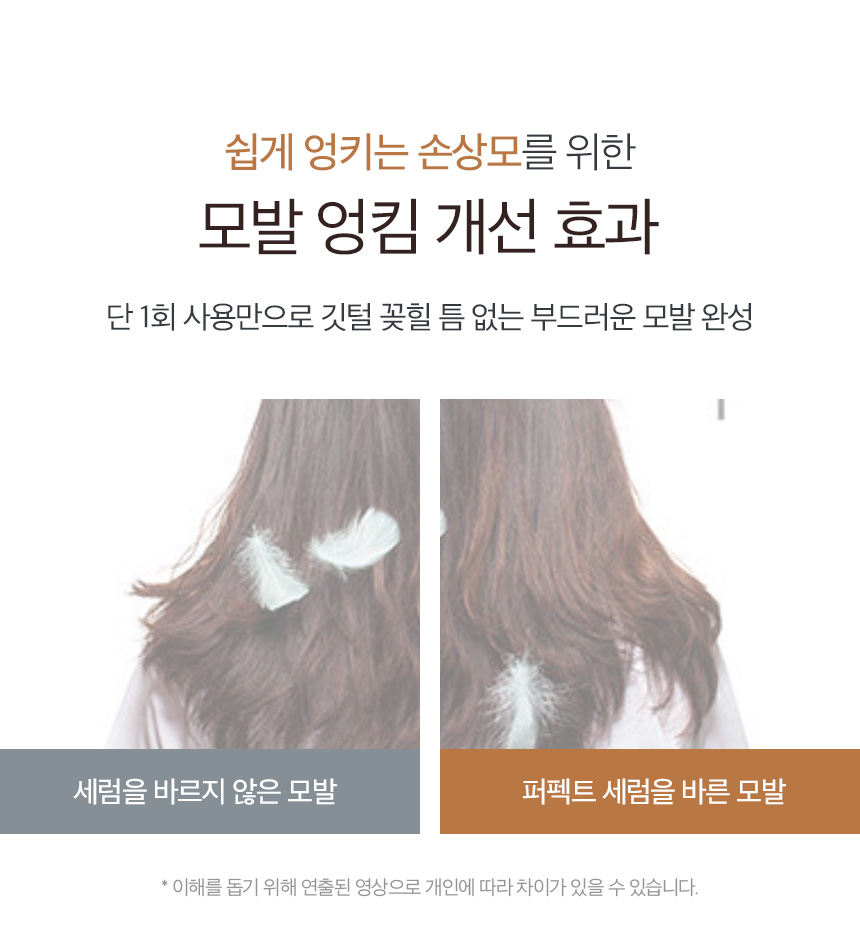 쉽게 엉키는 손상모를 위한
모발 엉킴 개선 효과
단 1회 사용만으로 깃털 꽂힐 틈 없는 부드러운 모발 완성
세럼을 바르지 않은 모발
퍼펙트 세럼을 바른 모발
* 이해를 돕기 위해 연출된 영상으로 개인에 따라 차이가 있을 수 있습니다.